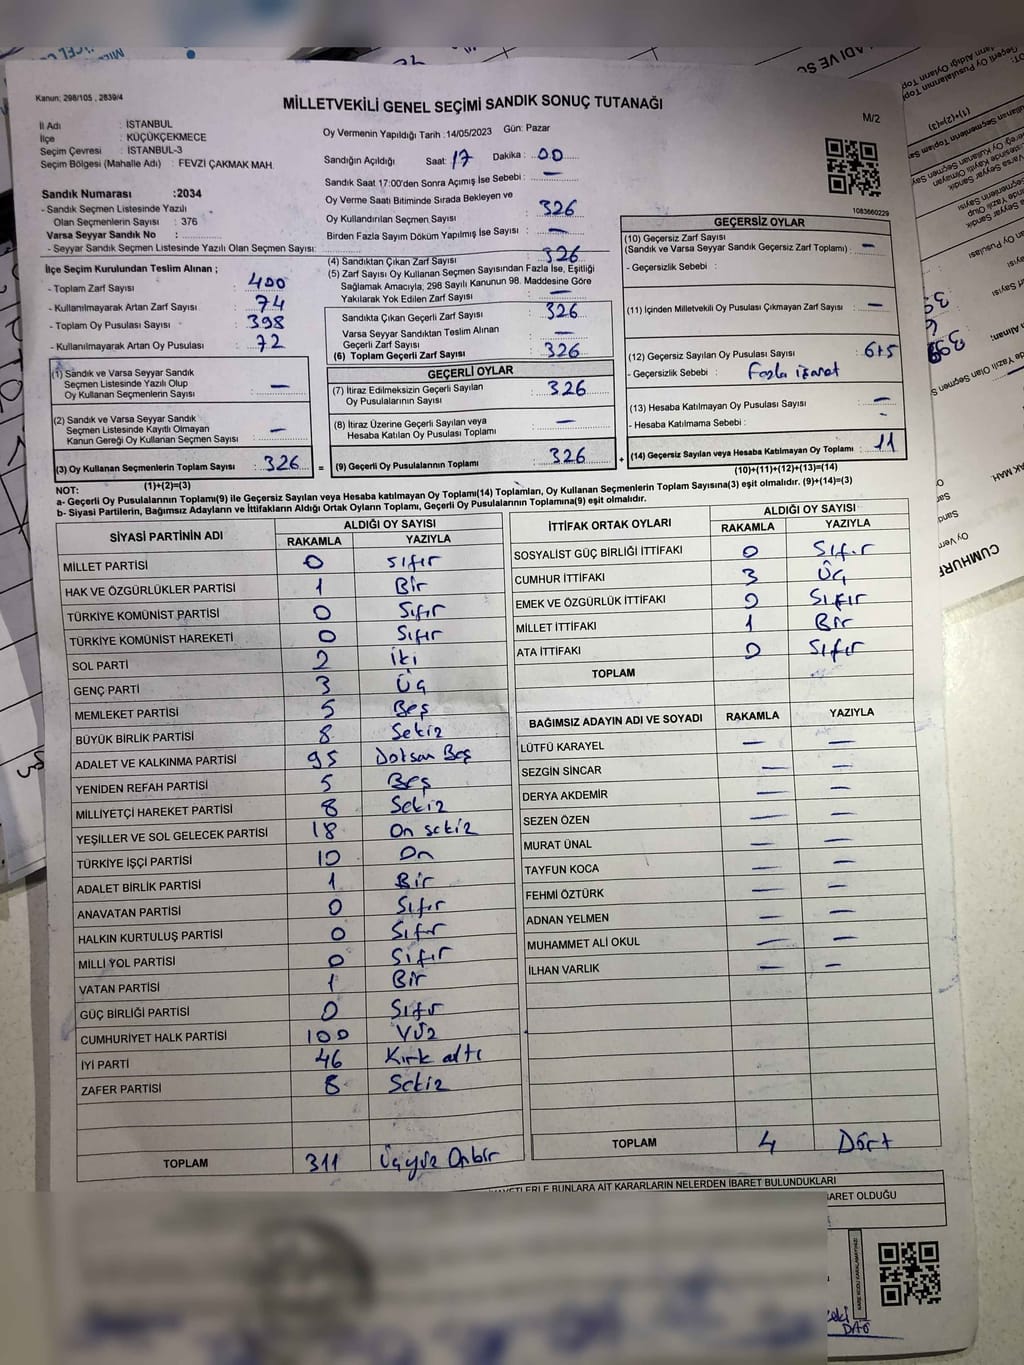 Kanun: 298/105 , 2839/4
MİLLETVEKİLİ GENEL SEÇİMİ SANDIK SONUÇ TUTANAĞI
M/2
İl Adı : İSTANBUL
İlçe : KÜÇÜKÇEKMECE
Seçim Çevresi : İSTANBUL-3
Seçim Bölgesi (Mahalle Adı) : FEVZİ ÇAKMAK MAH.
Oy Vermenin Yapıldığı Tarih : 14/05/2023 Gün: Pazar
Sandığın Açıldığı Saat: 17 Dakika : 00
Sandık Saat 17:00'den Sonra Açımış İse Sebebi : —
Oy Verme Saati Bitiminde Sırada Bekleyen ve
Oy Kullandırılan Seçmen Sayısı : 326
Birden Fazla Sayım Döküm Yapılmış İse Sayısı : —
1083660229
Sandık Numarası :2034
- Sandık Seçmen Listesinde Yazılı
Olan Seçmenlerin Sayısı : 376
Varsa Seyyar Sandık No :
- Seyyar Sandık Seçmen Listesinde Yazılı Olan Seçmen Sayısı:
İlçe Seçim Kurulundan Teslim Alınan ;
- Toplam Zarf Sayısı : 400
- Kullanılmayarak Artan Zarf Sayısı : 74
- Toplam Oy Pusulası Sayısı : 398
- Kullanılmayarak Artan Oy Pusulası : 72
(4) Sandıktan Çıkan Zarf Sayısı : 326
(5) Zarf Sayısı Oy Kullanan Seçmen Sayısından Fazla İse, Eşitliği
Sağlamak Amacıyla, 298 Sayılı Kanunun 98. Maddesine Göre
Yakılarak Yok Edilen Zarf Sayısı : —
Sandıkta Çıkan Geçerli Zarf Sayısı : 326
Varsa Seyyar Sandıktan Teslim Alınan
Geçerli Zarf Sayısı : —
(6) Toplam Geçerli Zarf Sayısı : 326
GEÇERSİZ OYLAR
(10) Geçersiz Zarf Sayısı
(Sandık ve Varsa Seyyar Sandık Geçersiz Zarf Toplamı) : —
- Geçersizlik Sebebi :
(11) İçinden Milletvekili Oy Pusulası Çıkmayan Zarf Sayısı : —
(12) Geçersiz Sayılan Oy Pusulası Sayısı : 6+5
- Geçersizlik Sebebi : Fazla işaret
(13) Hesaba Katılmayan Oy Pusulası Sayısı : —
- Hesaba Katılmama Sebebi : -
(14) Geçersiz Sayılan veya Hesaba Katılmayan Oy Toplamı : 11
(10)+(11)+(12)+(13)=(14)
(1) Sandık ve Varsa Seyyar Sandık
Seçmen Listesinde Yazılı Olup
Oy Kullanan Seçmenlerin Sayısı : —
(2) Sandık ve Varsa Seyyar Sandık
Seçmen Listesinde Kayıtlı Olmayan
Kanun Gereği Oy Kullanan Seçmen Sayısı : —
(3) Oy Kullanan Seçmenlerin Toplam Sayısı : 326
(1)+(2)=(3)
=
GEÇERLİ OYLAR
(7) İtiraz Edilmeksizin Geçerli Sayılan
Oy Pusulalarının Sayısı : 326
(8) İtiraz Üzerine Geçerli Sayılan veya
Hesaba Katılan Oy Pusulası Toplamı : —
(9) Geçerli Oy Pusulalarının Toplamı : 326
+
NOT:
a- Geçerli Oy Pusulalarının Toplamı(9) ile Geçersiz Sayılan veya Hesaba katılmayan Oy Toplamı(14) Toplamları, Oy Kullanan Seçmenlerin Toplam Sayısına(3) eşit olmalıdır. (9)+(14)=(3)
b- Siyasi Partilerin, Bağımsız Adayların ve İttifakların Aldığı Ortak Oyların Toplamı, Geçerli Oy Pusulalarının Toplamına(9) eşit olmalıdır.
SİYASİ PARTİNİN ADI ALDIĞI OY SAYISI
RAKAMLA YAZIYLA
MİLLET PARTİSİ 0 sıfır
HAK VE ÖZGÜRLÜKLER PARTİSİ 1 Bir
TÜRKİYE KOMÜNİST PARTİSİ 0 Sıfır
TÜRKİYE KOMÜNİST HAREKETİ 0 Sıfır
SOL PARTİ 2 İki
GENÇ PARTİ 3 Üç
MEMLEKET PARTİSİ 5 Beş
BÜYÜK BİRLİK PARTİSİ 8 Sekiz
ADALET VE KALKINMA PARTİSİ 95 Doksan Beş
YENİDEN REFAH PARTİSİ 5 Beş
MİLLİYETÇİ HAREKET PARTİSİ 8 Sekiz
YEŞİLLER VE SOL GELECEK PARTİSİ 18 On sekiz
TÜRKİYE İŞÇİ PARTİSİ 10 On
ADALET BİRLİK PARTİSİ 1 Bir
ANAVATAN PARTİSİ 0 Sıfır
HALKIN KURTULUŞ PARTİSİ 0 Sıfır
MİLLİ YOL PARTİSİ 0 Sıfır
VATAN PARTİSİ 1 Bir
GÜÇ BİRLİĞİ PARTİSİ 0 Sıfır
CUMHURİYET HALK PARTİSİ 100 Yüz
İYİ PARTİ 46 Kırk altı
ZAFER PARTİSİ 8 Sekiz
TOPLAM 311 Üçyüz Onbir
İTTİFAK ORTAK OYLARI ALDIĞI OY SAYISI
RAKAMLA YAZIYLA
SOSYALİST GÜÇ BİRLİĞİ İTTİFAKI 0 Sıfır
CUMHUR İTTİFAKI 3 Üç
EMEK VE ÖZGÜRLÜK İTTİFAKI 0 Sıfır
MİLLET İTTİFAKI 1 Bir
ATA İTTİFAKI 0 Sıfır
TOPLAM
BAĞIMSIZ ADAYIN ADI VE SOYADI RAKAMLA YAZIYLA
LÜTFÜ KARAYEL — —
SEZGİN SİNCAR — —
DERYA AKDEMİR — —
SEZEN ÖZEN — —
MURAT ÜNAL — —
TAYFUN KOCA — —
FEHMİ ÖZTÜRK — —
ADNAN YELMEN — —
MUHAMMET ALİ OKUL — —
İLHAN VARLIK — —
TOPLAM 4 Dört
BUNLARA AİT KARARLARIN NELERDEN İBARET BULUNDUKLARI
BARET OLDUĞU
DAĞ